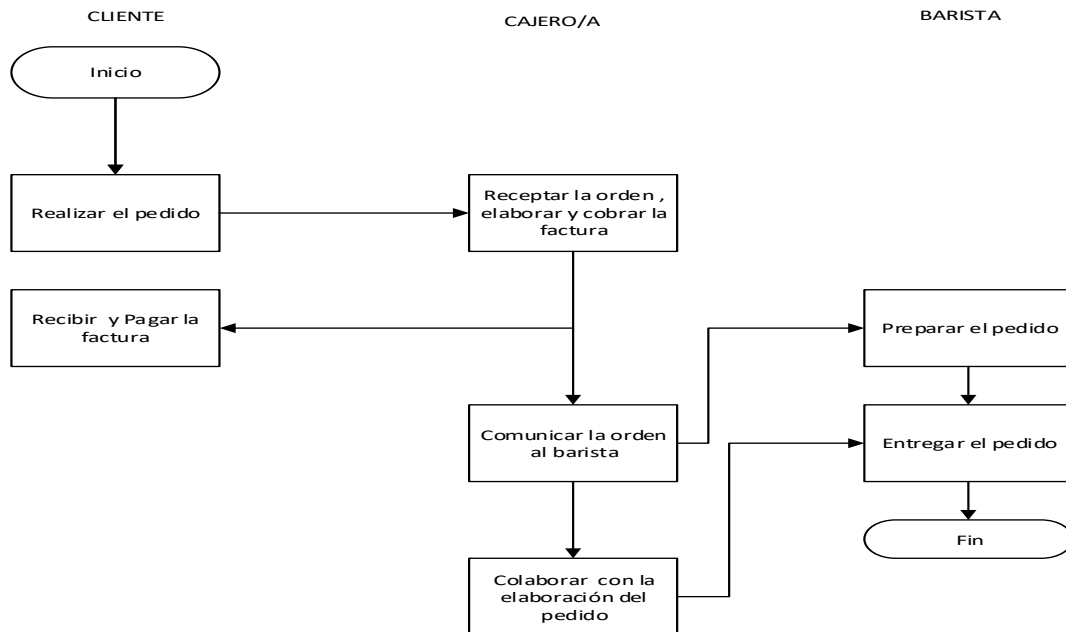 CLIENTE
CAJERO/A
BARISTA
Inicio
Realizar el pedido
Receptar la orden ,
elaborar y cobrar la
factura
Recibir y Pagar la
factura
Preparar el pedido
Comunicar la orden
al barista
Entregar el pedido
Fin
Colaborar con la
elaboración del
pedido